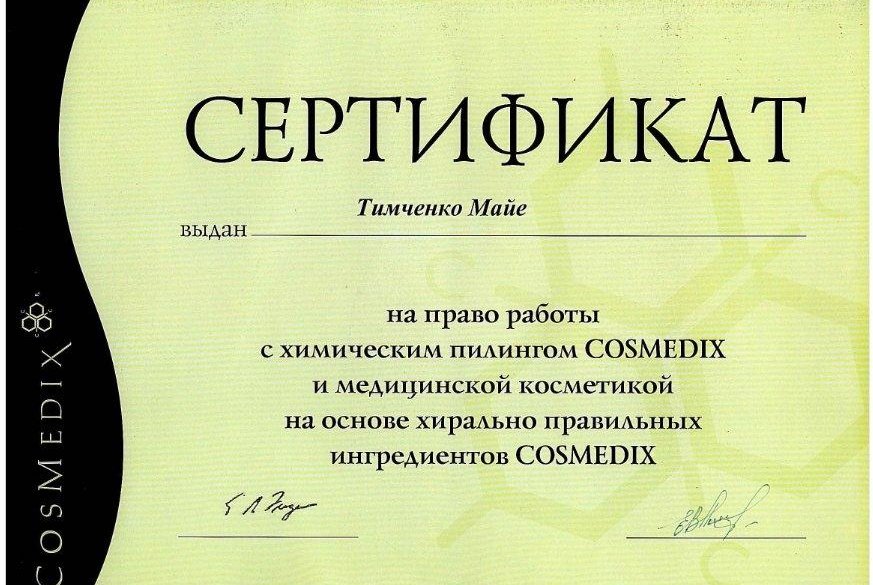 СЕРТИФИКАТ
Тимченко Майе
выдан
на право работы
с химическим пилингом COSMEDIX
и медицинской косметикой
на основе хирально правильных
ингредиентов COSMEDIX
COSMEDIX